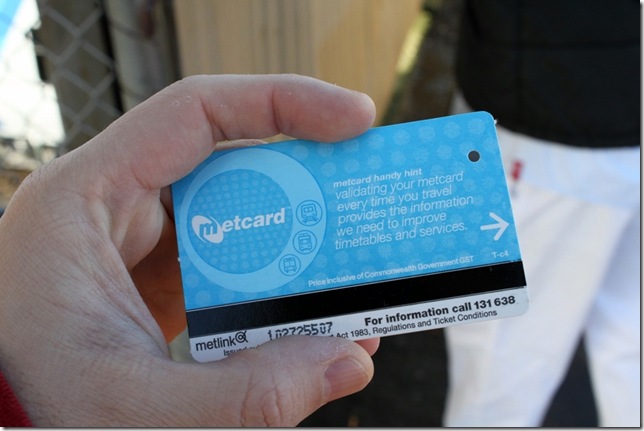 metcard
metcard handy hint
validating your metcard
every time you travel
provides the information
we need to improve
timetables and services.
T-cit
Price inclusive of Commonwealth Government GST
metlink 102725507 For information call 131 638
Act 1983, Regulations and Ticket Conditions